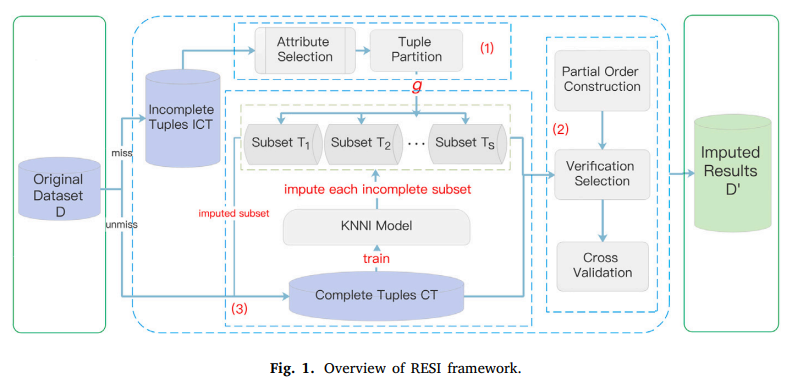 Attribute
Selection
Tuple
Partition
(1)
g
Incomplete
Tuples ICT
miss
Original
Dataset
D
unmiss
Subset T1
Subset T2
...
Subset Ts
impute each incomplete subset
imputed subset
KNNI Model
train
(3)
Complete Tuples CT
Partial Order
Construction
(2)
Verification
Selection
Cross
Validation
Imputed
Results
D'
Fig. 1. Overview of RESI framework.